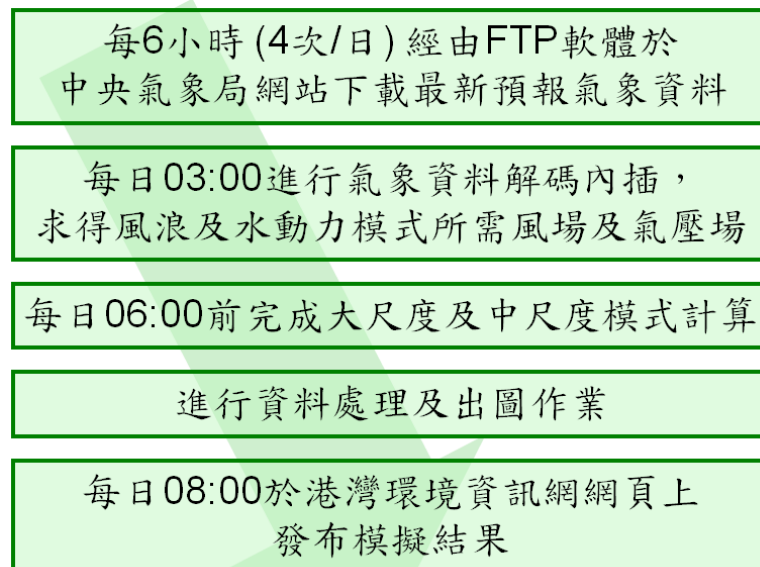 每6小時(4次/日)經由FTP軟體於
中央氣象局網站下載最新預報氣象資料
每日03:00進行氣象資料解碼內插，
求得風浪及水動力模式所需風場及氣壓場
每日06:00前完成大尺度及中尺度模式計算
進行資料處理及出圖作業
每日08:00於港灣環境資訊網網頁上
發布模擬結果